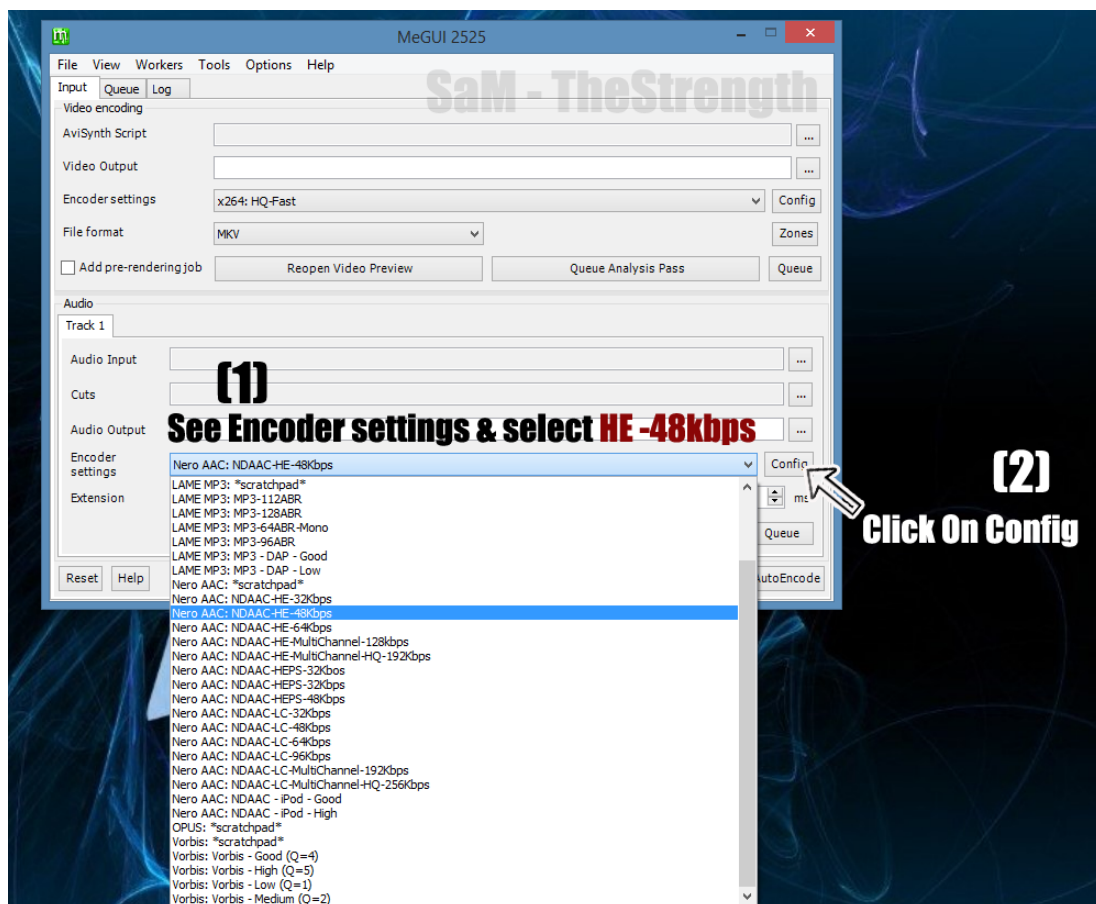 MeGUI 2525
File View Workers Tools Options Help
SaM - TheStrength
Input Queue Log
Video encoding
AviSynth Script ...
Video Output ...
Encoder settings x264: HQ-Fast Config
File format MKV Zones
Add pre-rendering job Reopen Video Preview Queue Analysis Pass Queue
Audio
Track 1
Audio Input ...
(1)
Cuts ...
Audio Output ...
See Encoder settings & select HE -48kbps
Encoder
settings
Nero AAC: NDAAC-HE-48Kbps Config
(2)
Click On Config
Extension ms
Queue
Reset Help AutoEncode
LAME MP3: *scratchpad*
LAME MP3: MP3-112ABR
LAME MP3: MP3-128ABR
LAME MP3: MP3-64ABR-Mono
LAME MP3: MP3-96ABR
LAME MP3: MP3 - DAP - Good
LAME MP3: MP3 - DAP - Low
Nero AAC: *scratchpad*
Nero AAC: NDAAC-HE-32Kbps
Nero AAC: NDAAC-HE-48Kbps
Nero AAC: NDAAC-HE-64Kbps
Nero AAC: NDAAC-HE-MultiChannel-128kbps
Nero AAC: NDAAC-HE-MultiChannel-HQ-192Kbps
Nero AAC: NDAAC-HEPS-32Kbos
Nero AAC: NDAAC-HEPS-32Kbps
Nero AAC: NDAAC-HEPS-48Kbps
Nero AAC: NDAAC-LC-32Kbps
Nero AAC: NDAAC-LC-48Kbps
Nero AAC: NDAAC-LC-64Kbps
Nero AAC: NDAAC-LC-96Kbps
Nero AAC: NDAAC-LC-MultiChannel-192Kbps
Nero AAC: NDAAC-LC-MultiChannel-HQ-256Kbps
Nero AAC: NDAAC - iPod - Good
Nero AAC: NDAAC - iPod - High
OPUS: *scratchpad*
Vorbis: *scratchpad*
Vorbis: Vorbis - Good (Q=4)
Vorbis: Vorbis - High (Q=5)
Vorbis: Vorbis - Low (Q=1)
Vorbis: Vorbis - Medium (Q=2)